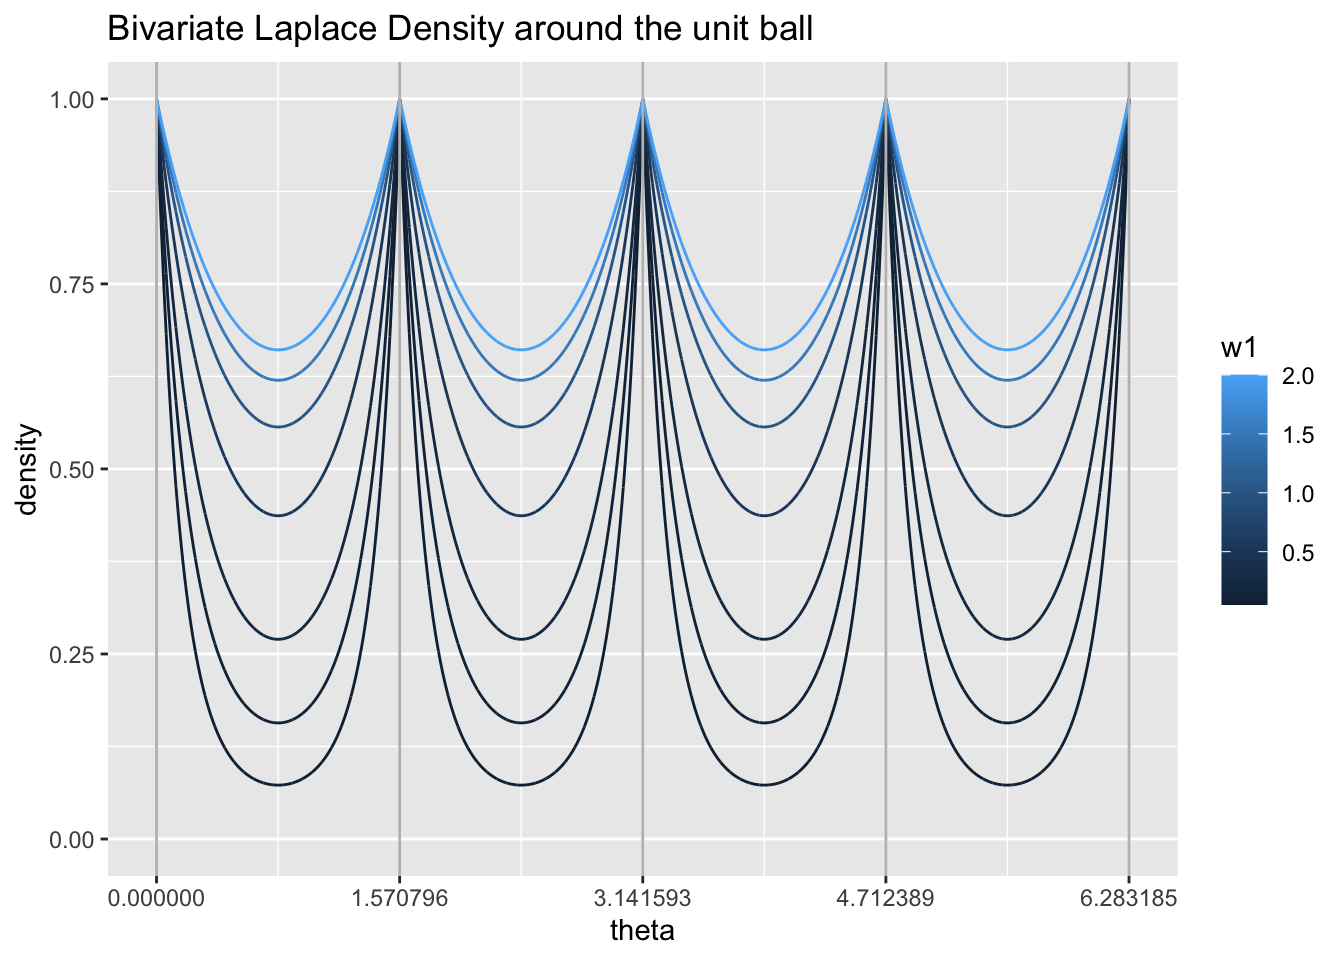 Bivariate Laplace Density around the unit ball
1.00
0.75
0.50
0.25
0.00
density
0.000000 1.570796 3.141593 4.712389 6.283185
theta
w1
2.0
1.5
1.0
0.5